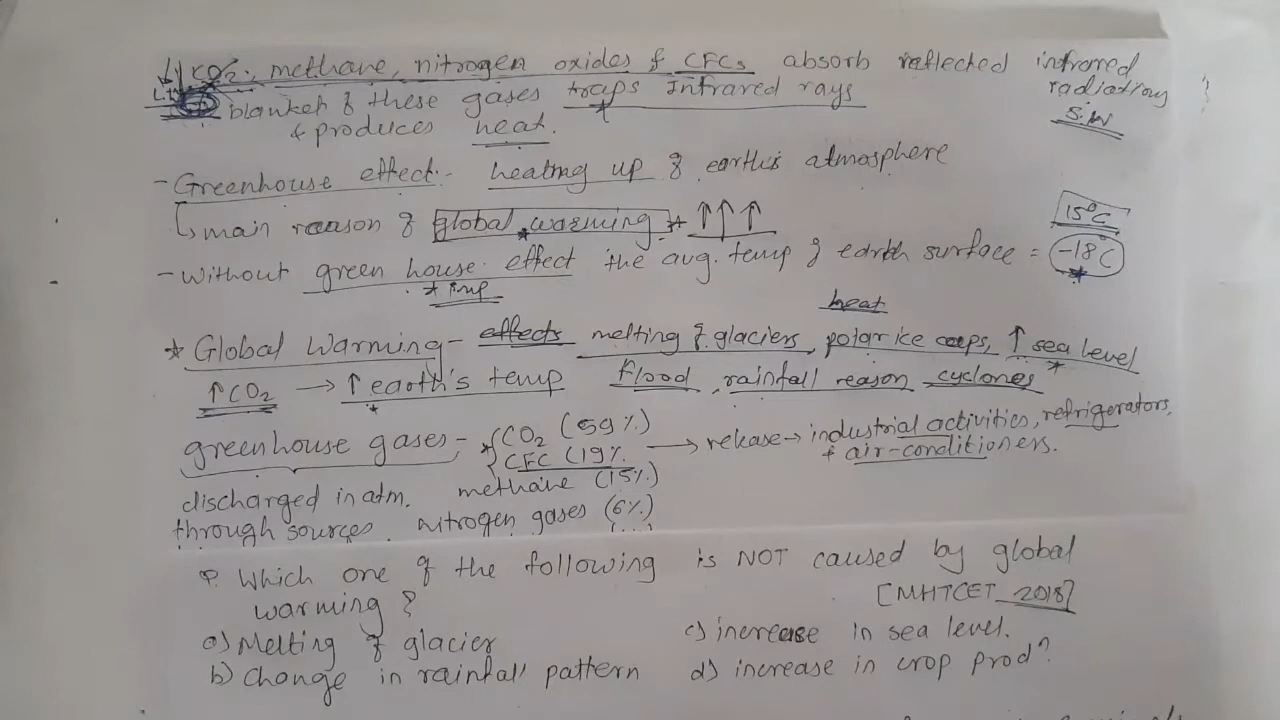 CO2, methane, nitrogen oxides & CFCs absorb reflected infrared radiations
blanket of these gases traps infrared rays
S.W
& produces heat.
- Greenhouse effect:- heating up of earth's atmosphere
main reason of global warming * ↑↑↑
15°C
- Without green house effect the avg. temp of earth surface = -18°C
* Imp
heat
* Global Warming - effects melting of glaciers, polar ice caps, ↑ sea level
↑CO2 → ↑ earth's temp flood, rainfall reason cyclones *
greenhouse gases - * CO2 (59%)
CFC (19%. → release → industrial activities, refrigerators,
& air-conditioners.
discharged in atm. methane (15%)
through sources. nitrogen gases (6%)
Q. Which one of the following is NOT caused by global
warming? [MHTCET 2018]
a) Melting of glacier c) increase in sea level.
b) Change in rainfall pattern d) increase in crop prodⁿ